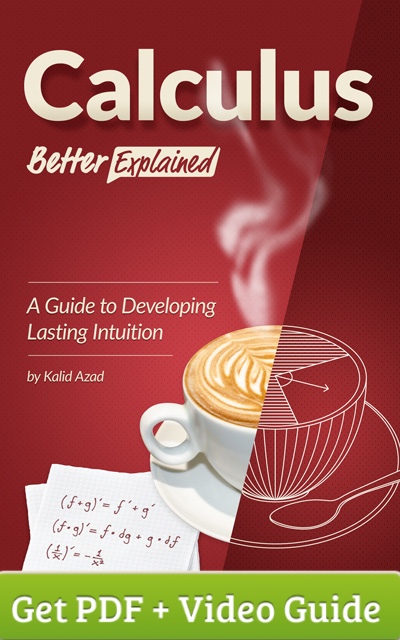 Calculus
Better Explained
A Guide to Developing
Lasting Intuition
by Kalid Azad
(f+g)′ = f′ + g′
(f•g)′ = f•dg + g•df
(1/x)′ = -1/x²
Get PDF + Video Guide